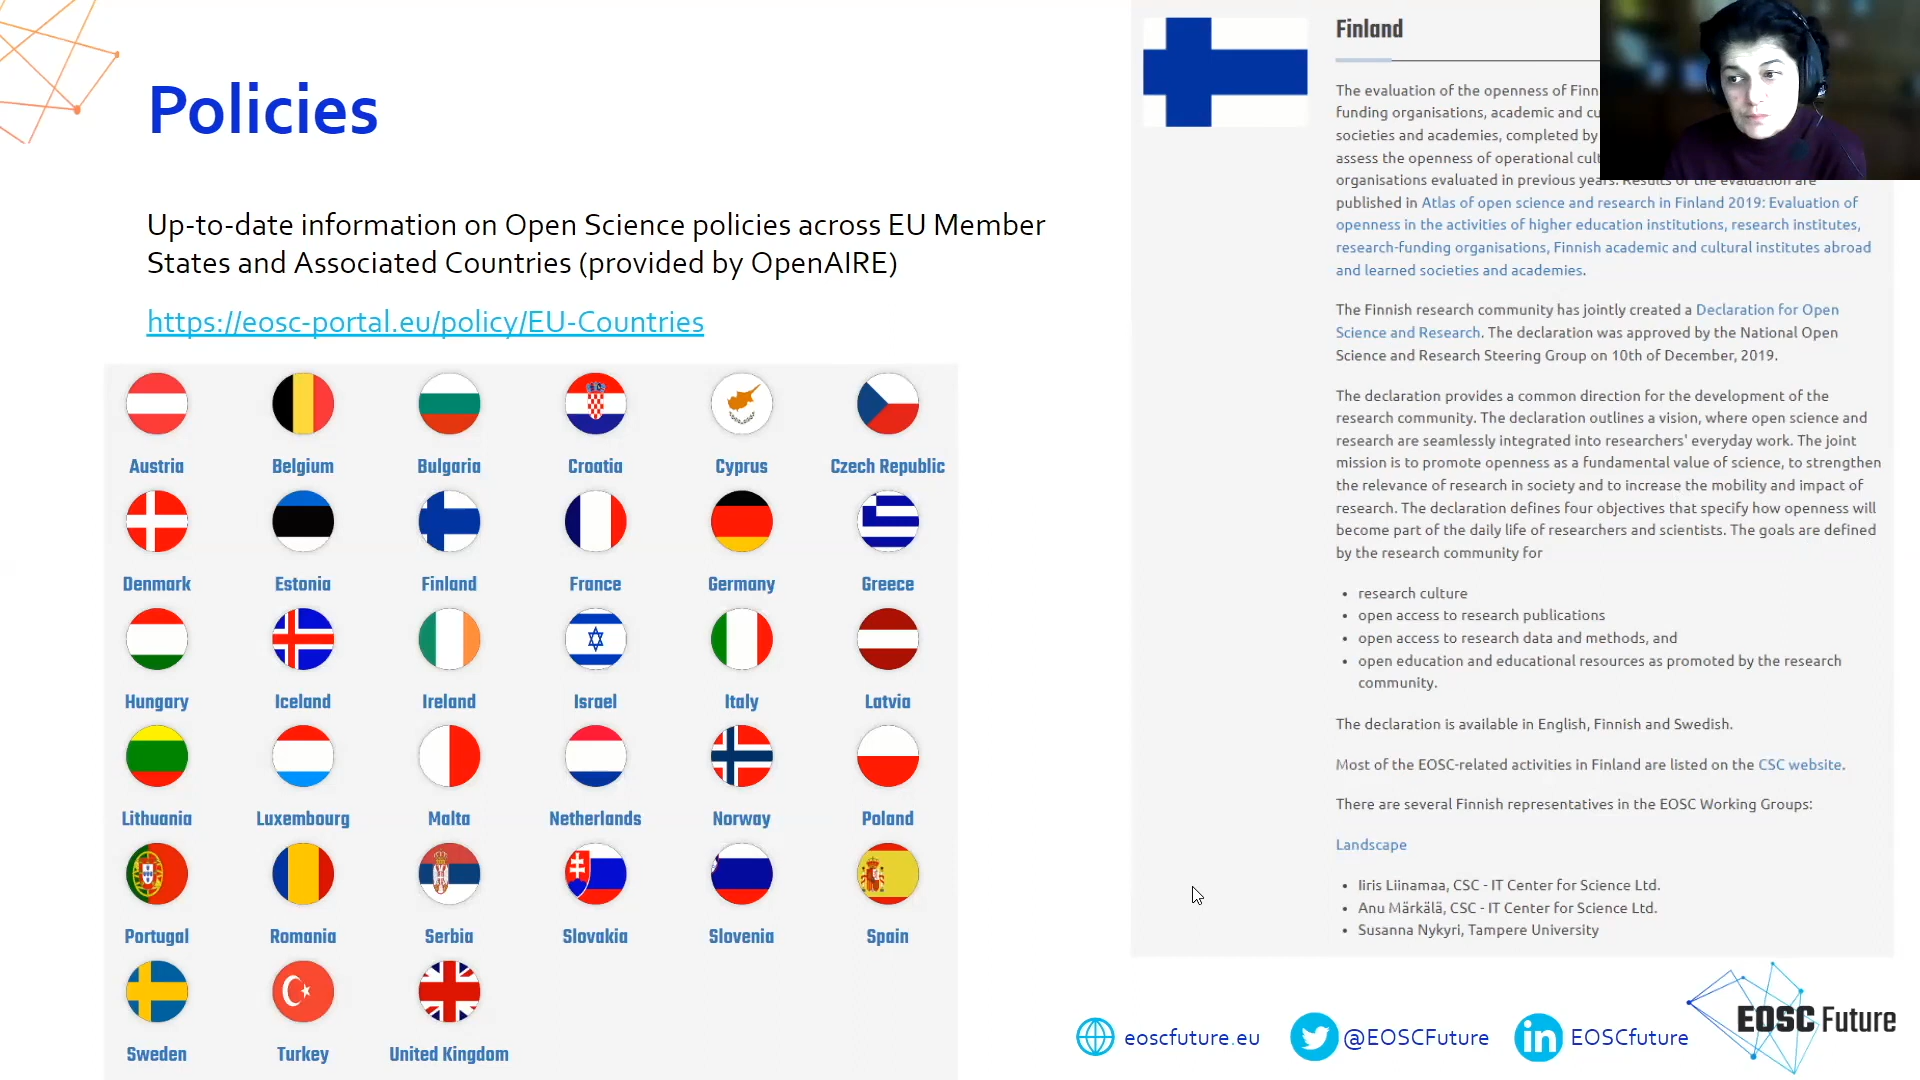 Policies
Up-to-date information on Open Science policies across EU Member
States and Associated Countries (provided by OpenAIRE)
https://eosc-portal.eu/policy/EU-Countries
Austria
Belgium
Bulgaria
Croatia
Cyprus
Czech Republic
Denmark
Estonia
Finland
France
Germany
Greece
Hungary
Iceland
Ireland
Israel
Italy
Latvia
Lithuania
Luxembourg
Malta
Netherlands
Norway
Poland
Portugal
Romania
Serbia
Slovakia
Slovenia
Spain
Sweden
Turkey
United Kingdom
Finland
The evaluation of the openness of
funding organisations, academic and
societies and academies, completed by
assess the openness of operational
organisations evaluated in previous years. Results of the evaluation are
published in Atlas of open science and research in Finland 2019: Evaluation of
openness in the activities of higher education institutions, research institutes,
research-funding organisations, Finnish academic and cultural institutes abroad
and learned societies and academies.
The Finnish research community has jointly created a Declaration for Open
Science and Research. The declaration was approved by the National Open
Science and Research Steering Group on 10th of December, 2019.
The declaration provides a common direction for the development of the
research community. The declaration outlines a vision, where open science and
research are seamlessly integrated into researchers' everyday work. The joint
mission is to promote openness as a fundamental value of science, to strengthen
the relevance of research in society and to increase the mobility and impact of
research. The declaration defines four objectives that specify how openness will
become part of the daily life of researchers and scientists. The goals are defined
by the research community for
• research culture
• open access to research publications
• open access to research data and methods, and
• open education and educational resources as promoted by the research
community.
The declaration is available in English, Finnish and Swedish.
Most of the EOSC-related activities in Finland are listed on the CSC website.
There are several Finnish representatives in the EOSC Working Groups:
Landscape
• Iiris Liinamaa, CSC - IT Center for Science Ltd.
• Anu Märkälä, CSC - IT Center for Science Ltd.
• Susanna Nykyri, Tampere University
eoscfuture.eu
@EOSCFuture
in EOSCfuture
EOSC Future